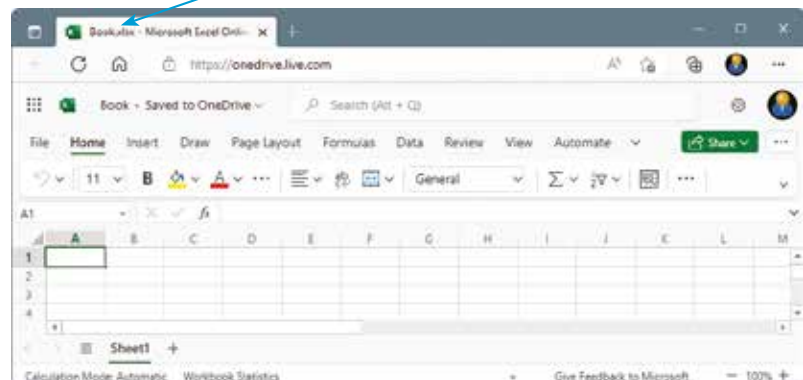 Book.xlsx - Microsoft Excel Onlin
https://onedrive.live.com
Book - Saved to OneDrive Search (Alt + Q)
File Home Insert Draw Page Layout Formulas Data Review View Automate Share
11 B A General Σ
A1 fx
A B C D E F G H I J K L M
1
2
3
4
Sheet1 +
Calculation Mode: Automatic Workbook Statistics Give Feedback to Microsoft 100% +